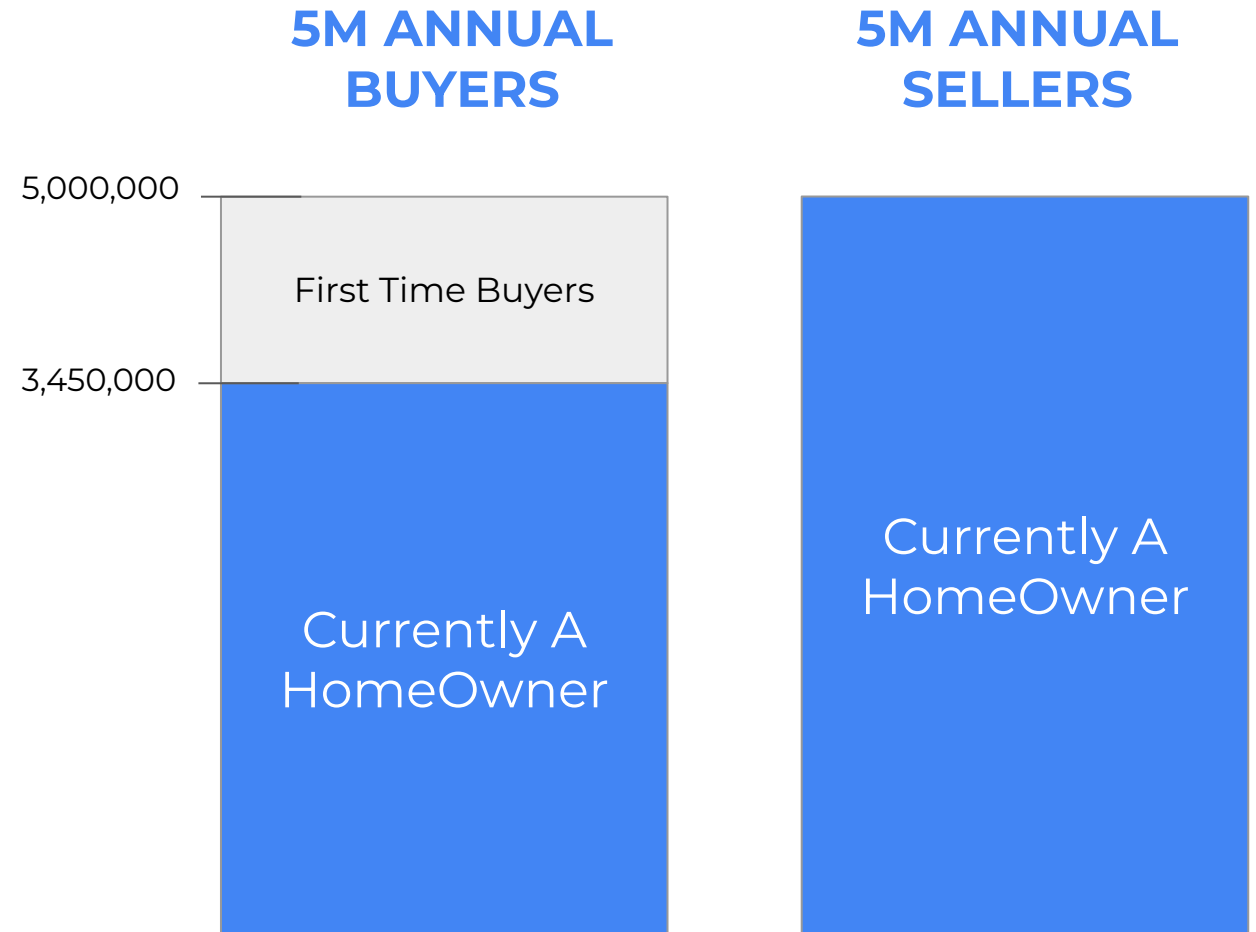 5M ANNUAL
BUYERS
5M ANNUAL
SELLERS
5,000,000
First Time Buyers
3,450,000
Currently A
HomeOwner
Currently A
HomeOwner